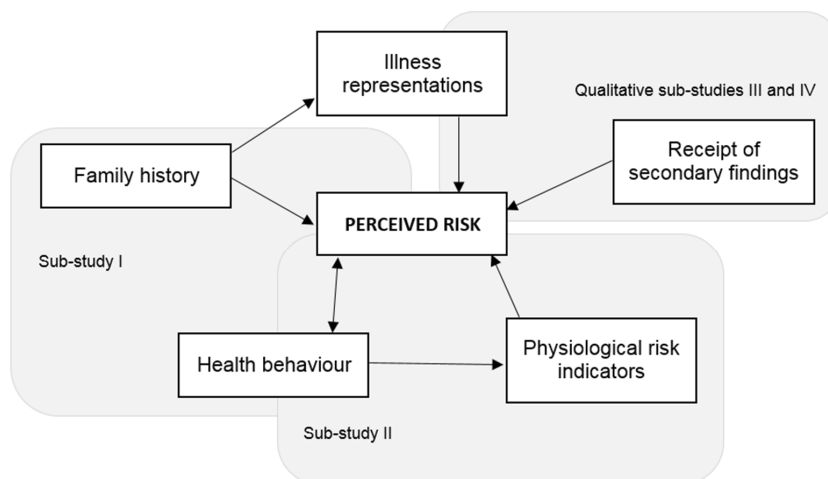 Illness
representations
Qualitative sub-studies III and IV
Receipt of
secondary findings
Family history
PERCEIVED RISK
Sub-study I
Health behaviour
Physiological risk
indicators
Sub-study II